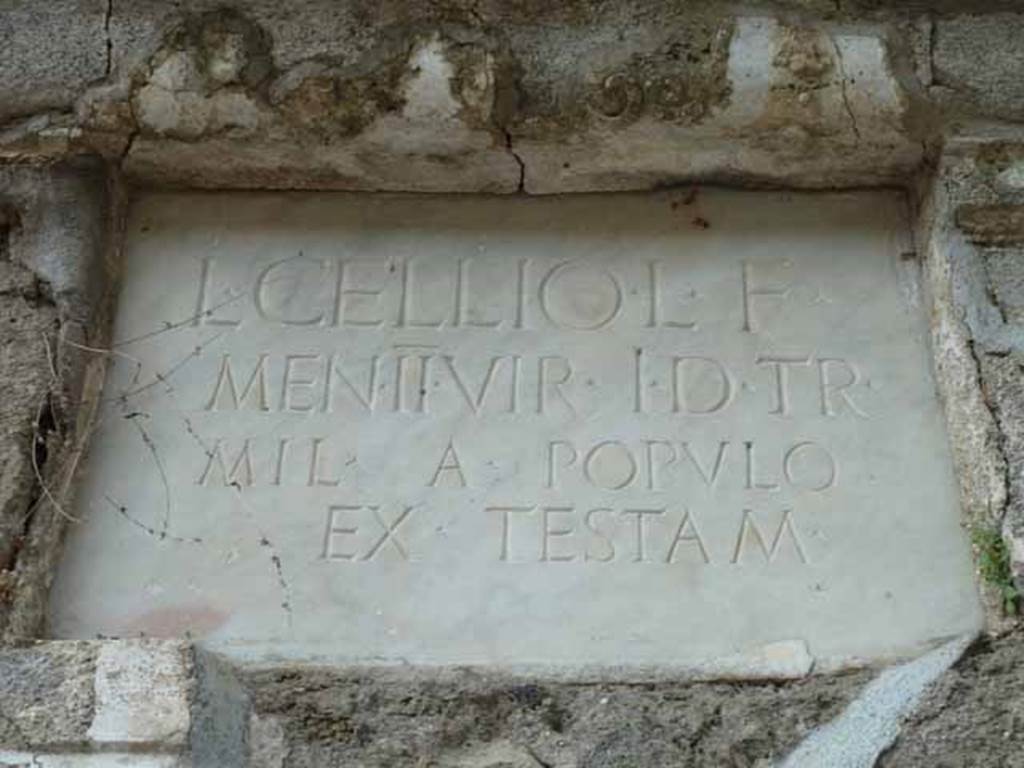 L·CELLIO·L·F·
MEN·II·VIR·I·D·TR·
MIL· A· POPVLO
EX· TESTAM·